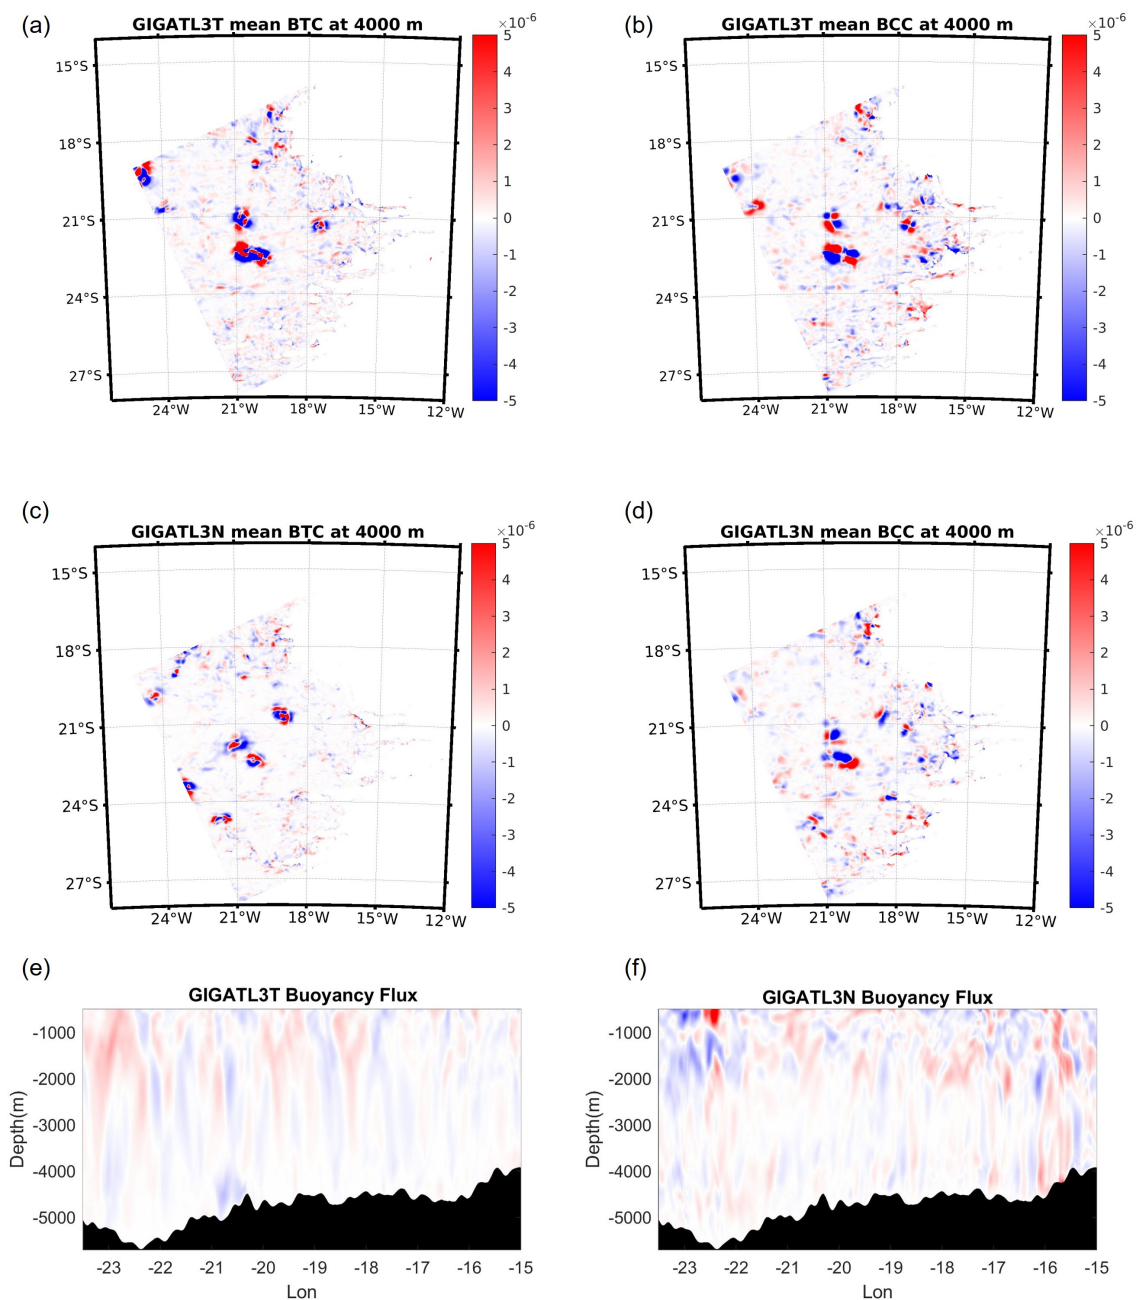 (a)
GIGATL3T mean BTC at 4000 m
×10-6
15°S
18°S
21°S
24°S
27°S
24°W 21°W 18°W 15°W 12°W
5
4
3
2
1
0
-1
-2
-3
-4
-5
(b)
GIGATL3T mean BCC at 4000 m
×10-6
15°S
18°S
21°S
24°S
27°S
24°W 21°W 18°W 15°W 12°W
5
4
3
2
1
0
-1
-2
-3
-4
-5
(c)
GIGATL3N mean BTC at 4000 m
×10-6
15°S
18°S
21°S
24°S
27°S
24°W 21°W 18°W 15°W 12°W
5
4
3
2
1
0
-1
-2
-3
-4
-5
(d)
GIGATL3N mean BCC at 4000 m
×10-6
15°S
18°S
21°S
24°S
27°S
24°W 21°W 18°W 15°W 12°W
5
4
3
2
1
0
-1
-2
-3
-4
-5
(e)
GIGATL3T Buoyancy Flux
Depth(m)
-1000
-2000
-3000
-4000
-5000
-23 -22 -21 -20 -19 -18 -17 -16 -15
Lon
(f)
GIGATL3N Buoyancy Flux
Depth(m)
-1000
-2000
-3000
-4000
-5000
-23 -22 -21 -20 -19 -18 -17 -16 -15
Lon